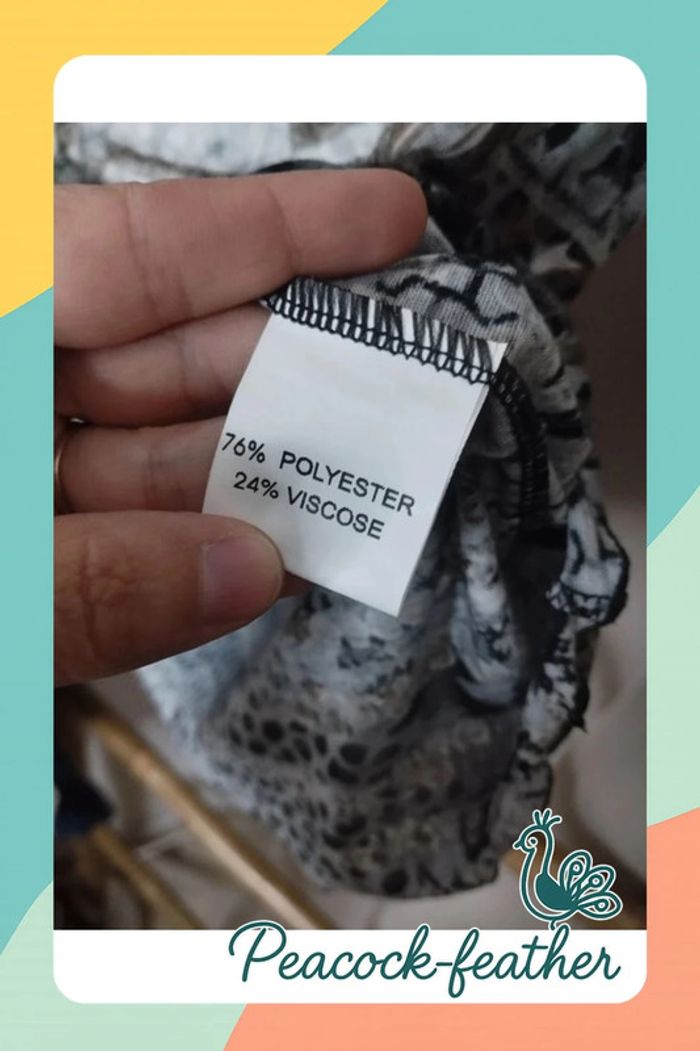 76% POLYESTER
24% VISCOSE
Peacock-feather